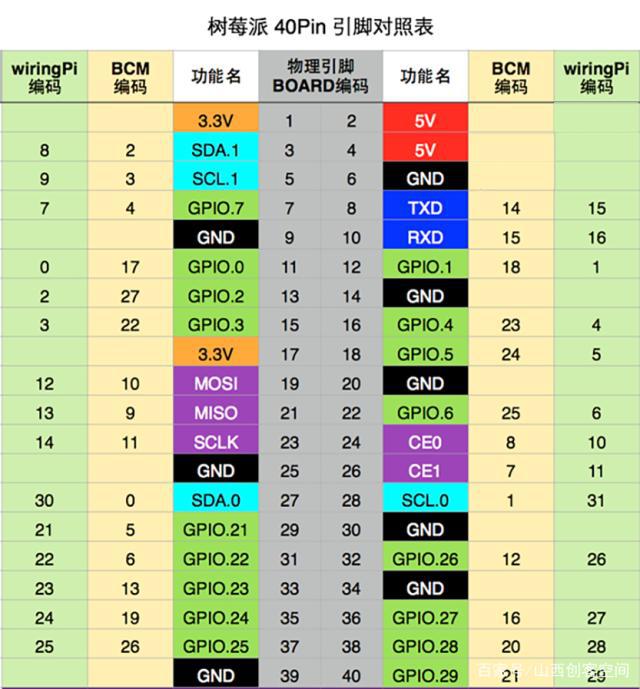 树莓派 40Pin 引脚对照表
wiringPi 编码 BCM 编码 功能名 物理引脚 BOARD编码 功能名 BCM 编码 wiringPi 编码
3.3V 1 2 5V
8 2 SDA.1 3 4 5V
9 3 SCL.1 5 6 GND
7 4 GPIO.7 7 8 TXD 14 15
GND 9 10 RXD 15 16
0 17 GPIO.0 11 12 GPIO.1 18 1
2 27 GPIO.2 13 14 GND
3 22 GPIO.3 15 16 GPIO.4 23 4
3.3V 17 18 GPIO.5 24 5
12 10 MOSI 19 20 GND
13 9 MISO 21 22 GPIO.6 25 6
14 11 SCLK 23 24 CE0 8 10
GND 25 26 CE1 7 11
30 0 SDA.0 27 28 SCL.0 1 31
21 5 GPIO.21 29 30 GND
22 6 GPIO.22 31 32 GPIO.26 12 26
23 13 GPIO.23 33 34 GND
24 19 GPIO.24 35 36 GPIO.27 16 27
25 26 GPIO.25 37 38 GPIO.28 20 28
GND 39 40 GPIO.29 21 29
百家号/山西创客空间